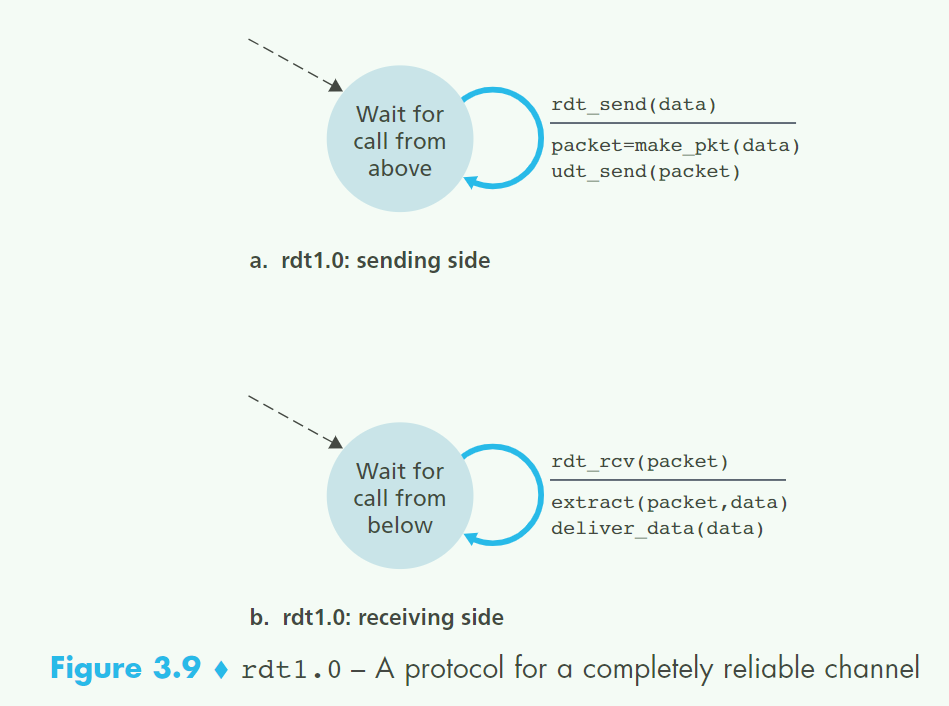 Wait for
call from
above
rdt_send(data)
packet=make_pkt(data)
udt_send(packet)
a. rdt1.0: sending side
Wait for
call from
below
rdt_rcv(packet)
extract(packet,data)
deliver_data(data)
b. rdt1.0: receiving side
Figure 3.9 ♦ rdt1.0 – A protocol for a completely reliable channel